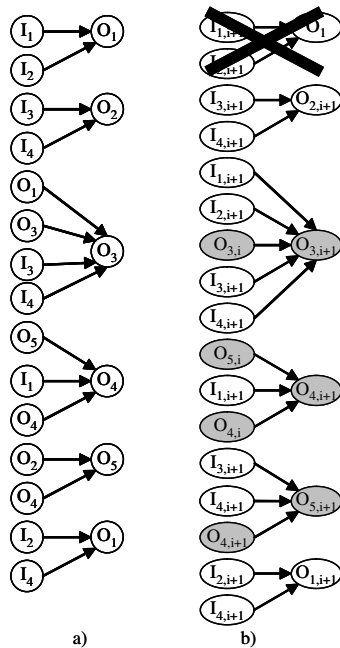 I₁ O₁
I₂
I₃ O₂
I₄
O₁
O₃
O₃
I₃
I₄
O₅
I₁ O₄
O₄
O₂ O₅
O₄
I₂ O₁
I₄
a)
I₁,ᵢ₊₁ O₁
I₂,ᵢ₊₁
I₃,ᵢ₊₁ O₂,ᵢ₊₁
I₄,ᵢ₊₁
I₁,ᵢ₊₁
I₂,ᵢ₊₁
O₃,ᵢ O₃,ᵢ₊₁
I₃,ᵢ₊₁
I₄,ᵢ₊₁
O₅,ᵢ
I₁,ᵢ₊₁ O₄,ᵢ₊₁
O₄,ᵢ
I₃,ᵢ₊₁
I₄,ᵢ₊₁ O₅,ᵢ₊₁
O₄,ᵢ₊₁
I₂,ᵢ₊₁ O₁,ᵢ₊₁
I₄,ᵢ₊₁
b)